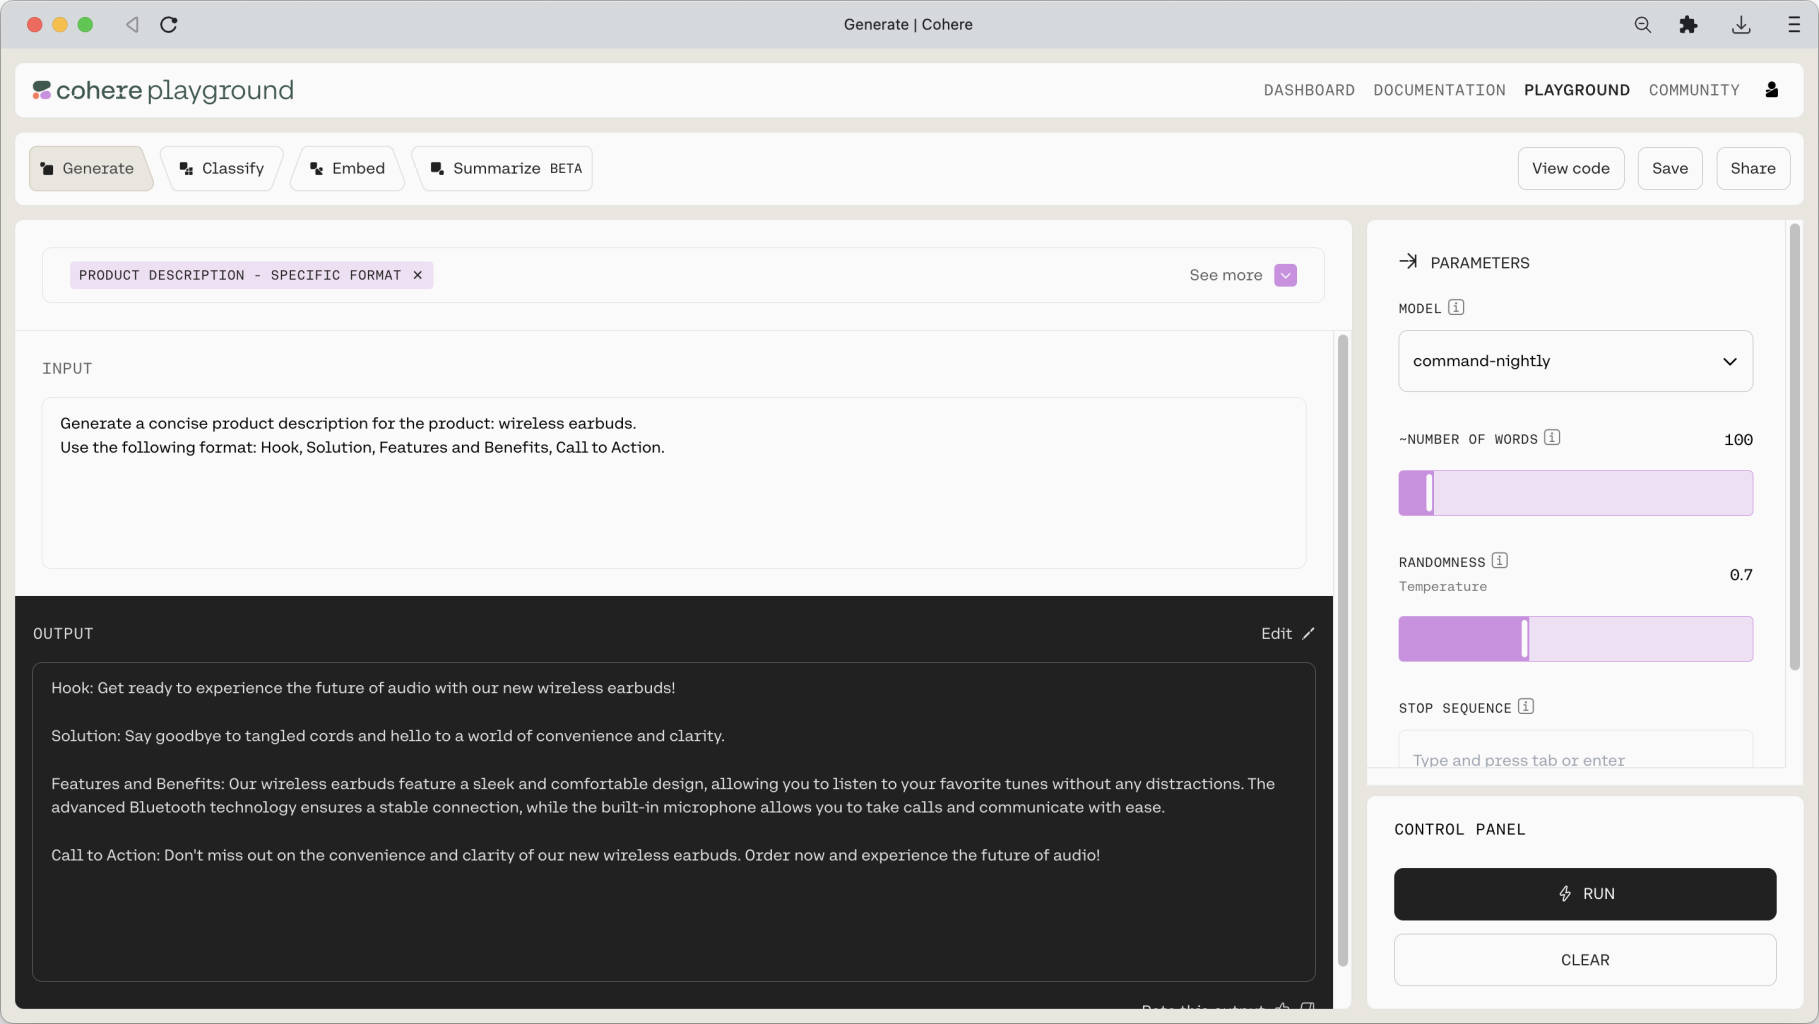 Generate | Cohere
cohere playground
DASHBOARD DOCUMENTATION PLAYGROUND COMMUNITY
Generate Classify Embed Summarize BETA
View code Save Share
PRODUCT DESCRIPTION - SPECIFIC FORMAT ×
See more
INPUT
Generate a concise product description for the product: wireless earbuds.
Use the following format: Hook, Solution, Features and Benefits, Call to Action.
OUTPUT
Edit
Hook: Get ready to experience the future of audio with our new wireless earbuds!
Solution: Say goodbye to tangled cords and hello to a world of convenience and clarity.
Features and Benefits: Our wireless earbuds feature a sleek and comfortable design, allowing you to listen to your favorite tunes without any distractions. The
advanced Bluetooth technology ensures a stable connection, while the built-in microphone allows you to take calls and communicate with ease.
Call to Action: Don't miss out on the convenience and clarity of our new wireless earbuds. Order now and experience the future of audio!
Rate this output
PARAMETERS
MODEL
command-nightly
~NUMBER OF WORDS
100
RANDOMNESS
Temperature
0.7
STOP SEQUENCE
Type and press tab or enter
CONTROL PANEL
RUN
CLEAR